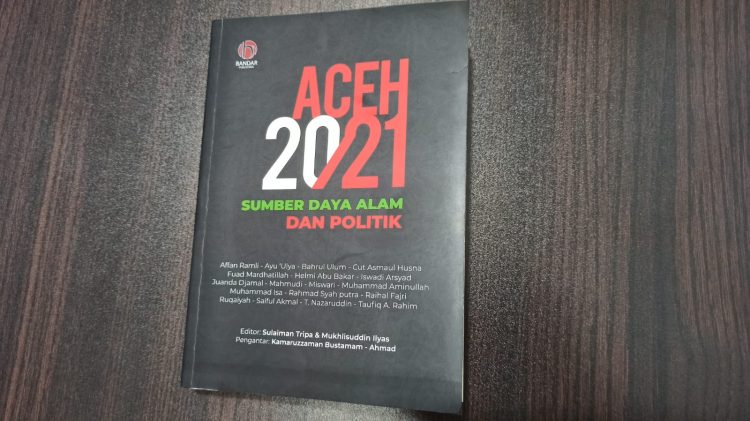 BANDAR
PUBLISHING
ACEH
2021
SUMBER DAYA ALAM
DAN POLITIK
Affan Ramli - Ayu 'Ulya - Bahrul Ulum - Cut Asmaul Husna
Fuad Mardhatillah - Helmi Abu Bakar - Iswadi Arsyad
Juanda Djamal - Mahmudi - Miswari - Muhammad Aminullah
Muhammad Isa - Rahmad Syah putra - Raihal Fajri
Ruqaiyah - Saiful Akmal - T. Nazaruddin - Taufiq A. Rahim
Editor: Sulaiman Tripa & Mukhlisuddin Ilyas
Pengantar: Kamaruzzaman Bustamam - Ahmad